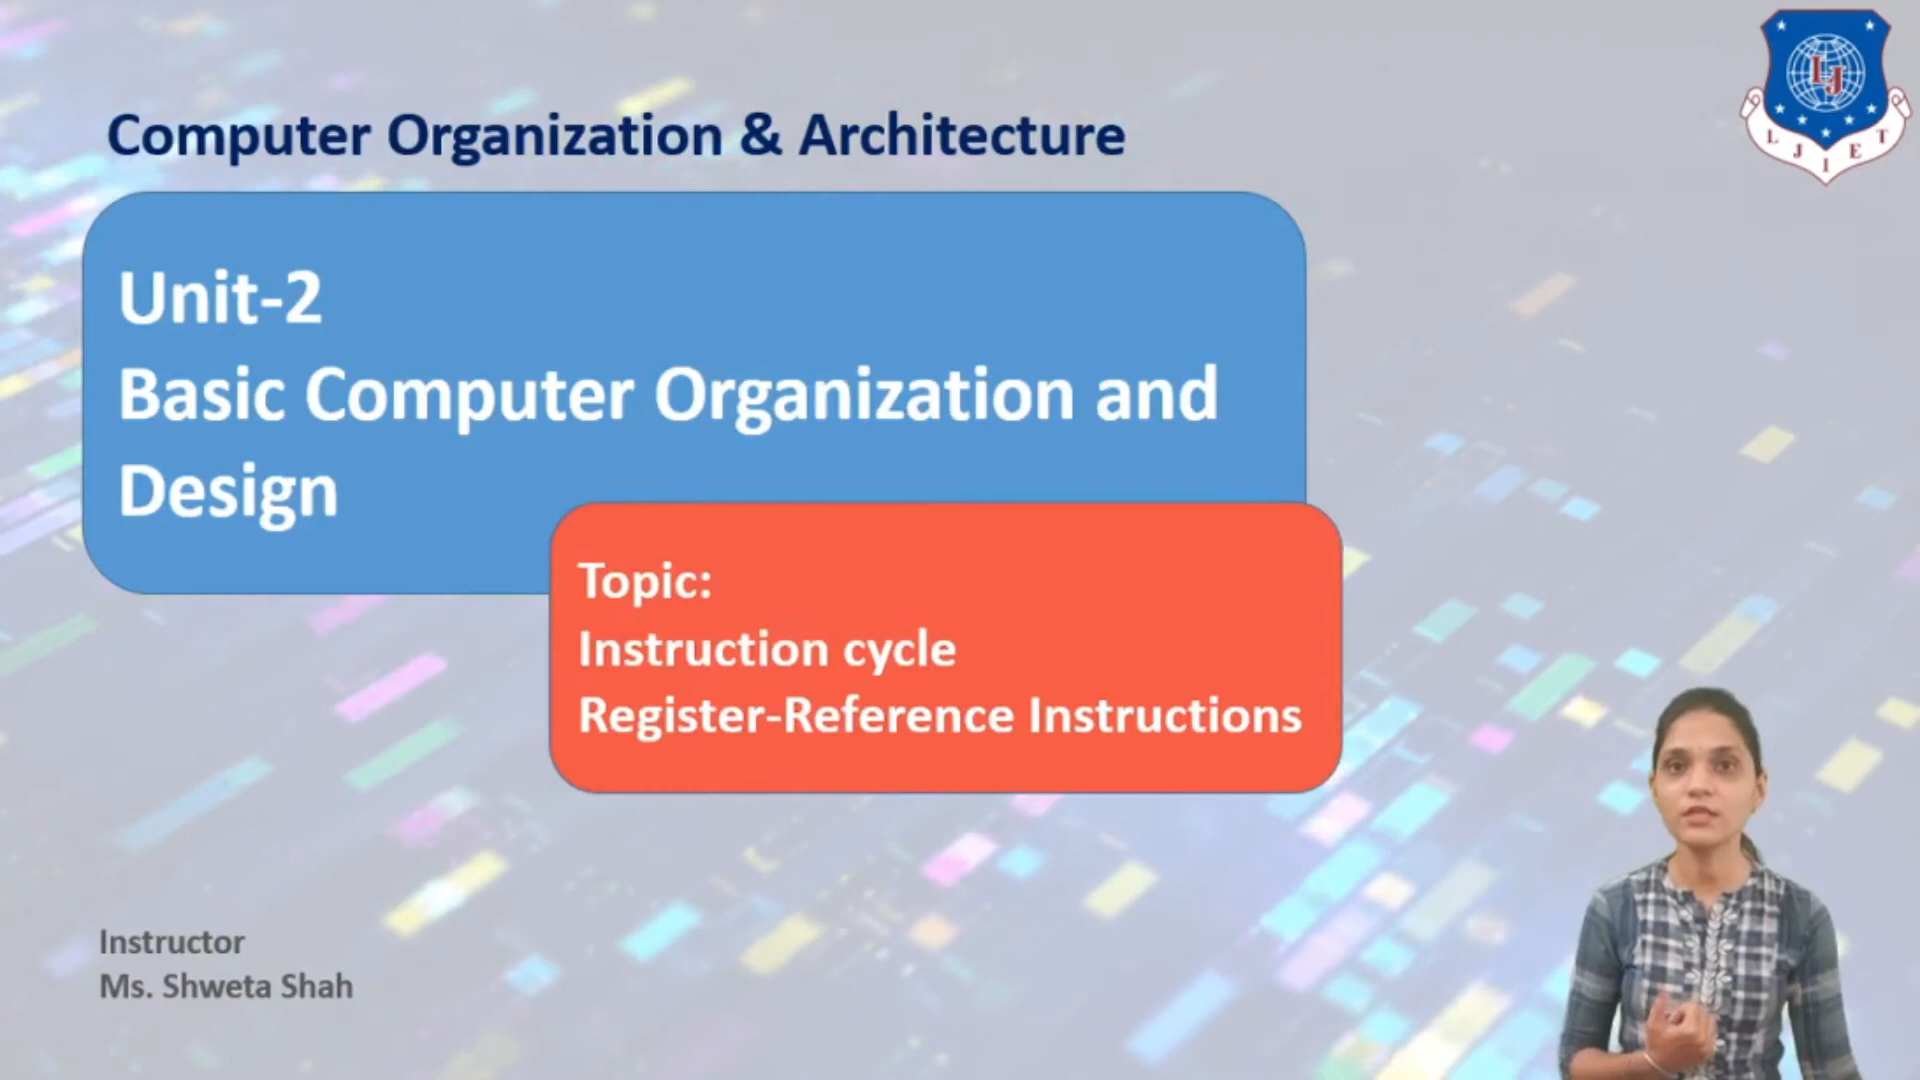 Computer Organization & Architecture
Unit-2
Basic Computer Organization and
Design
Topic:
Instruction cycle
Register-Reference Instructions
Instructor
Ms. Shweta Shah
LJ
L J I E T